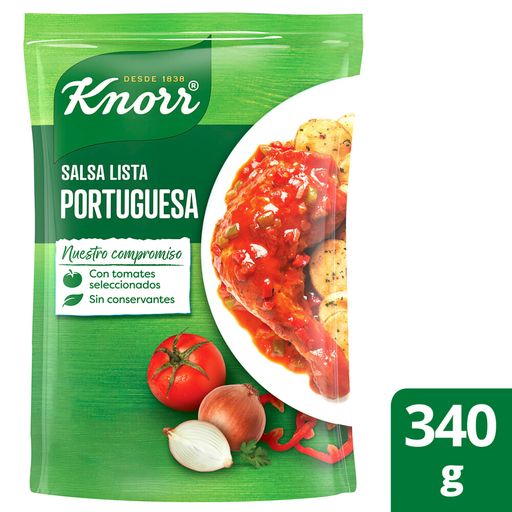 DESDE 1838
Knorr®
SALSA LISTA
PORTUGUESA
Nuestro compromiso
Con tomates
seleccionados
Sin conservantes
340
g